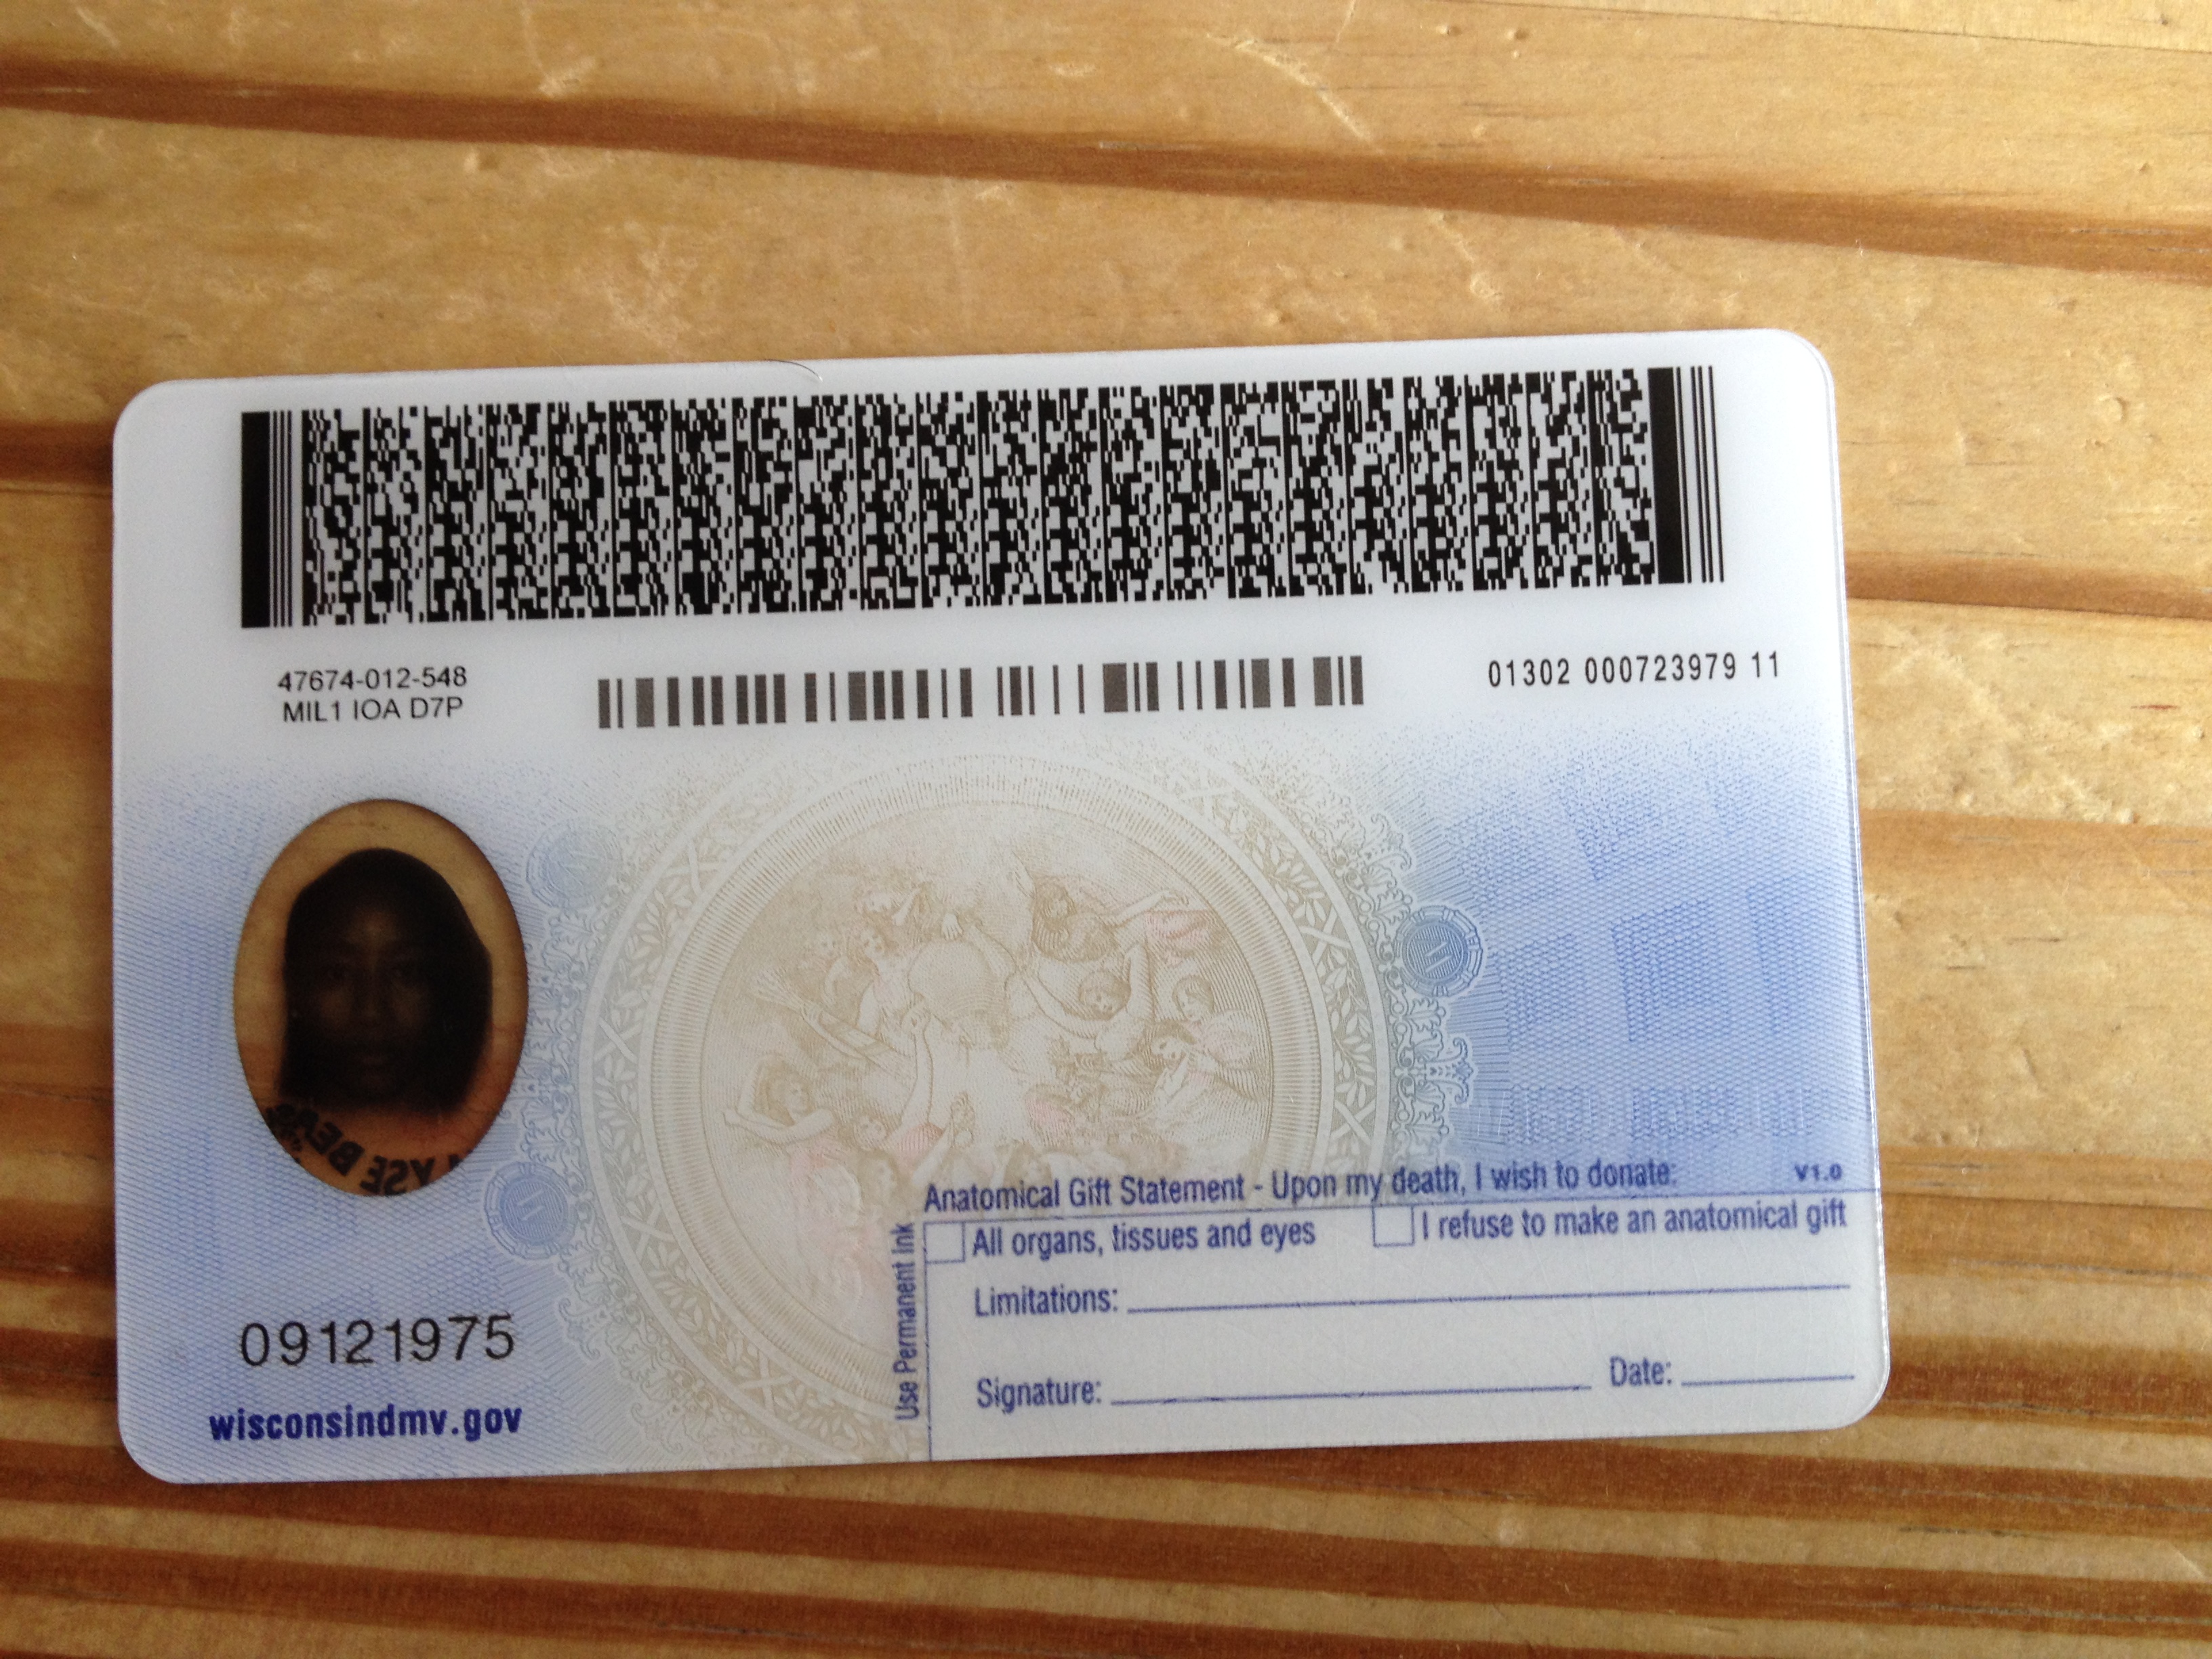 47674-012-548
MIL1 IOA D7P
01302 000723979 11
09121975
wisconsindmv.gov
Use Permanent Ink
Anatomical Gift Statement - Upon my death, I wish to donate:
V1.0
All organs, tissues and eyes
I refuse to make an anatomical gift
Limitations:
Signature:
Date: